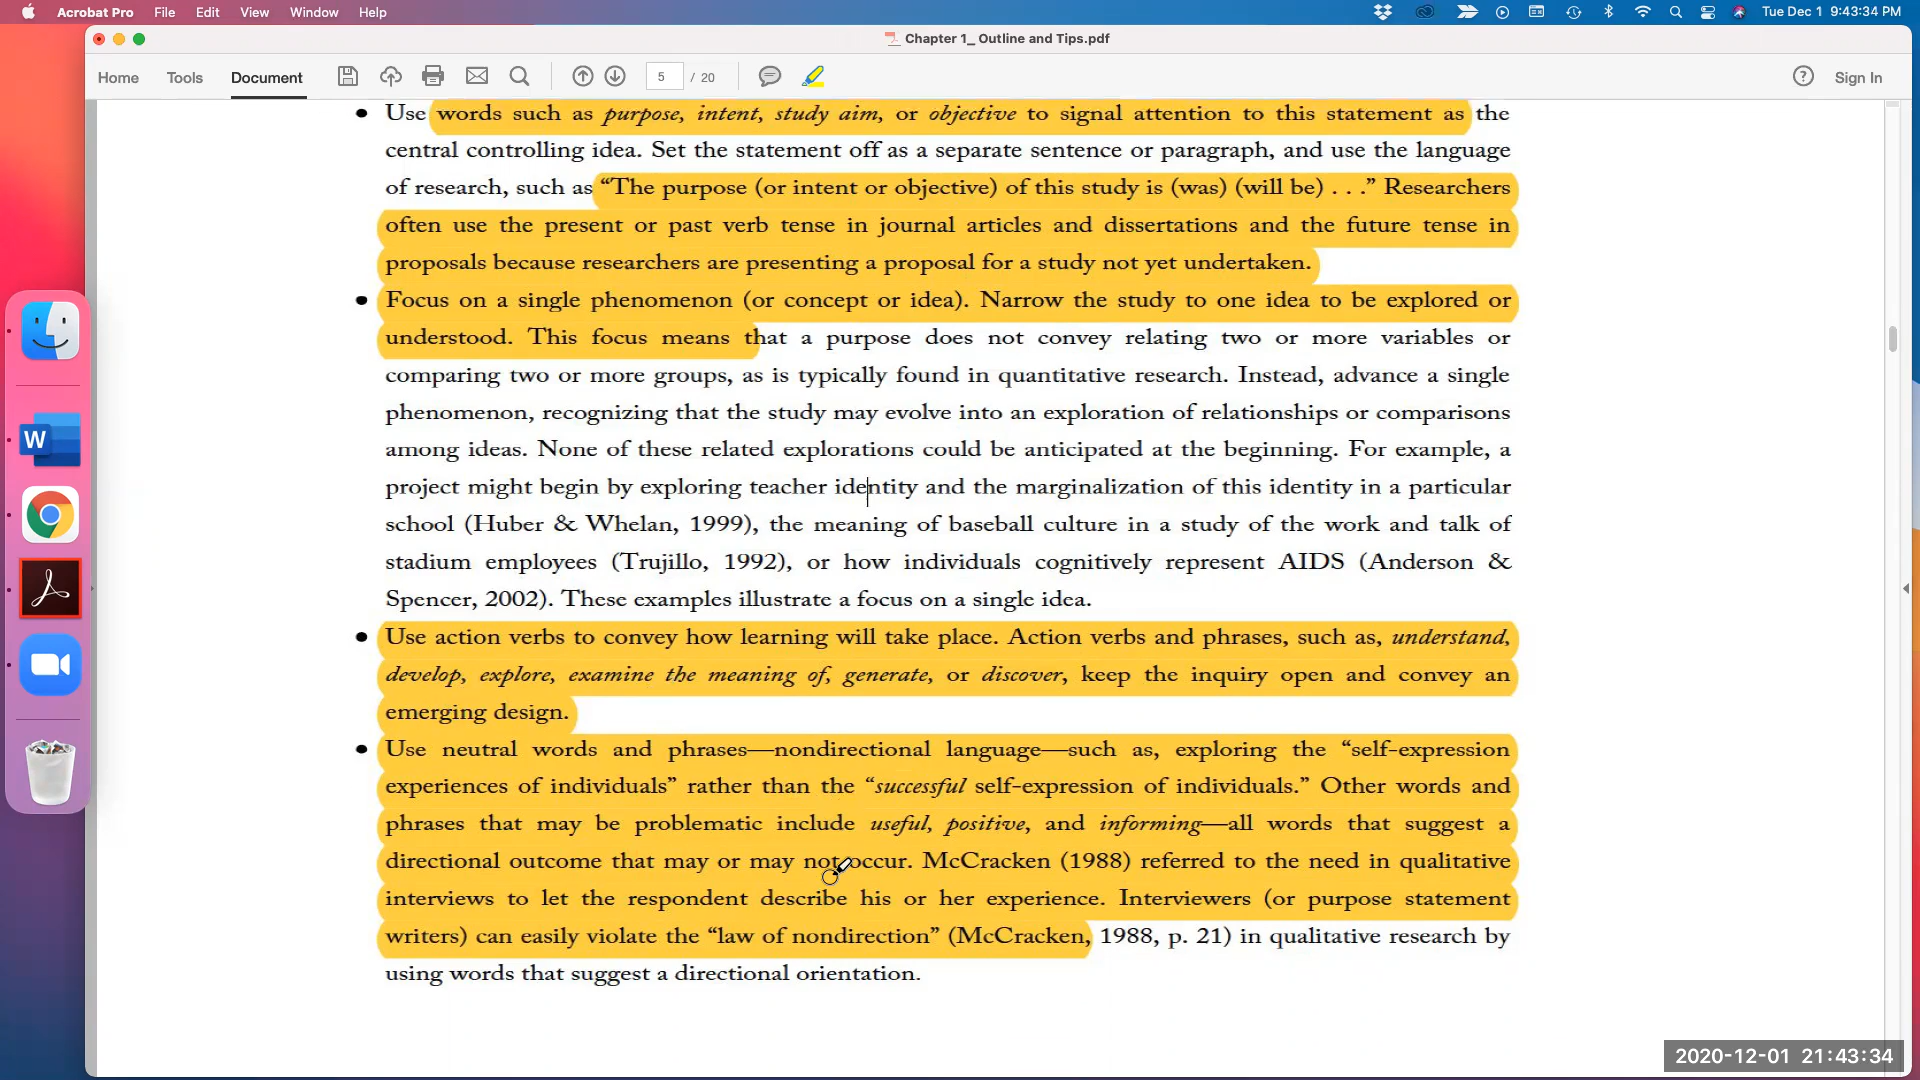 Acrobat Pro File Edit View Window Help Tue Dec 1 9:43:34 PM
Chapter 1_ Outline and Tips.pdf
Home Tools Document 5 / 20 Sign In
• Use words such as purpose, intent, study aim, or objective to signal attention to this statement as the
central controlling idea. Set the statement off as a separate sentence or paragraph, and use the language
of research, such as “The purpose (or intent or objective) of this study is (was) (will be) . . .” Researchers
often use the present or past verb tense in journal articles and dissertations and the future tense in
proposals because researchers are presenting a proposal for a study not yet undertaken.
• Focus on a single phenomenon (or concept or idea). Narrow the study to one idea to be explored or
understood. This focus means that a purpose does not convey relating two or more variables or
comparing two or more groups, as is typically found in quantitative research. Instead, advance a single
phenomenon, recognizing that the study may evolve into an exploration of relationships or comparisons
among ideas. None of these related explorations could be anticipated at the beginning. For example, a
project might begin by exploring teacher identity and the marginalization of this identity in a particular
school (Huber & Whelan, 1999), the meaning of baseball culture in a study of the work and talk of
stadium employees (Trujillo, 1992), or how individuals cognitively represent AIDS (Anderson &
Spencer, 2002). These examples illustrate a focus on a single idea.
• Use action verbs to convey how learning will take place. Action verbs and phrases, such as, understand,
develop, explore, examine the meaning of, generate, or discover, keep the inquiry open and convey an
emerging design.
• Use neutral words and phrases—nondirectional language—such as, exploring the “self-expression
experiences of individuals” rather than the “successful self-expression of individuals.” Other words and
phrases that may be problematic include useful, positive, and informing—all words that suggest a
directional outcome that may or may not occur. McCracken (1988) referred to the need in qualitative
interviews to let the respondent describe his or her experience. Interviewers (or purpose statement
writers) can easily violate the “law of nondirection” (McCracken, 1988, p. 21) in qualitative research by
using words that suggest a directional orientation.
W
2020-12-01 21:43:34